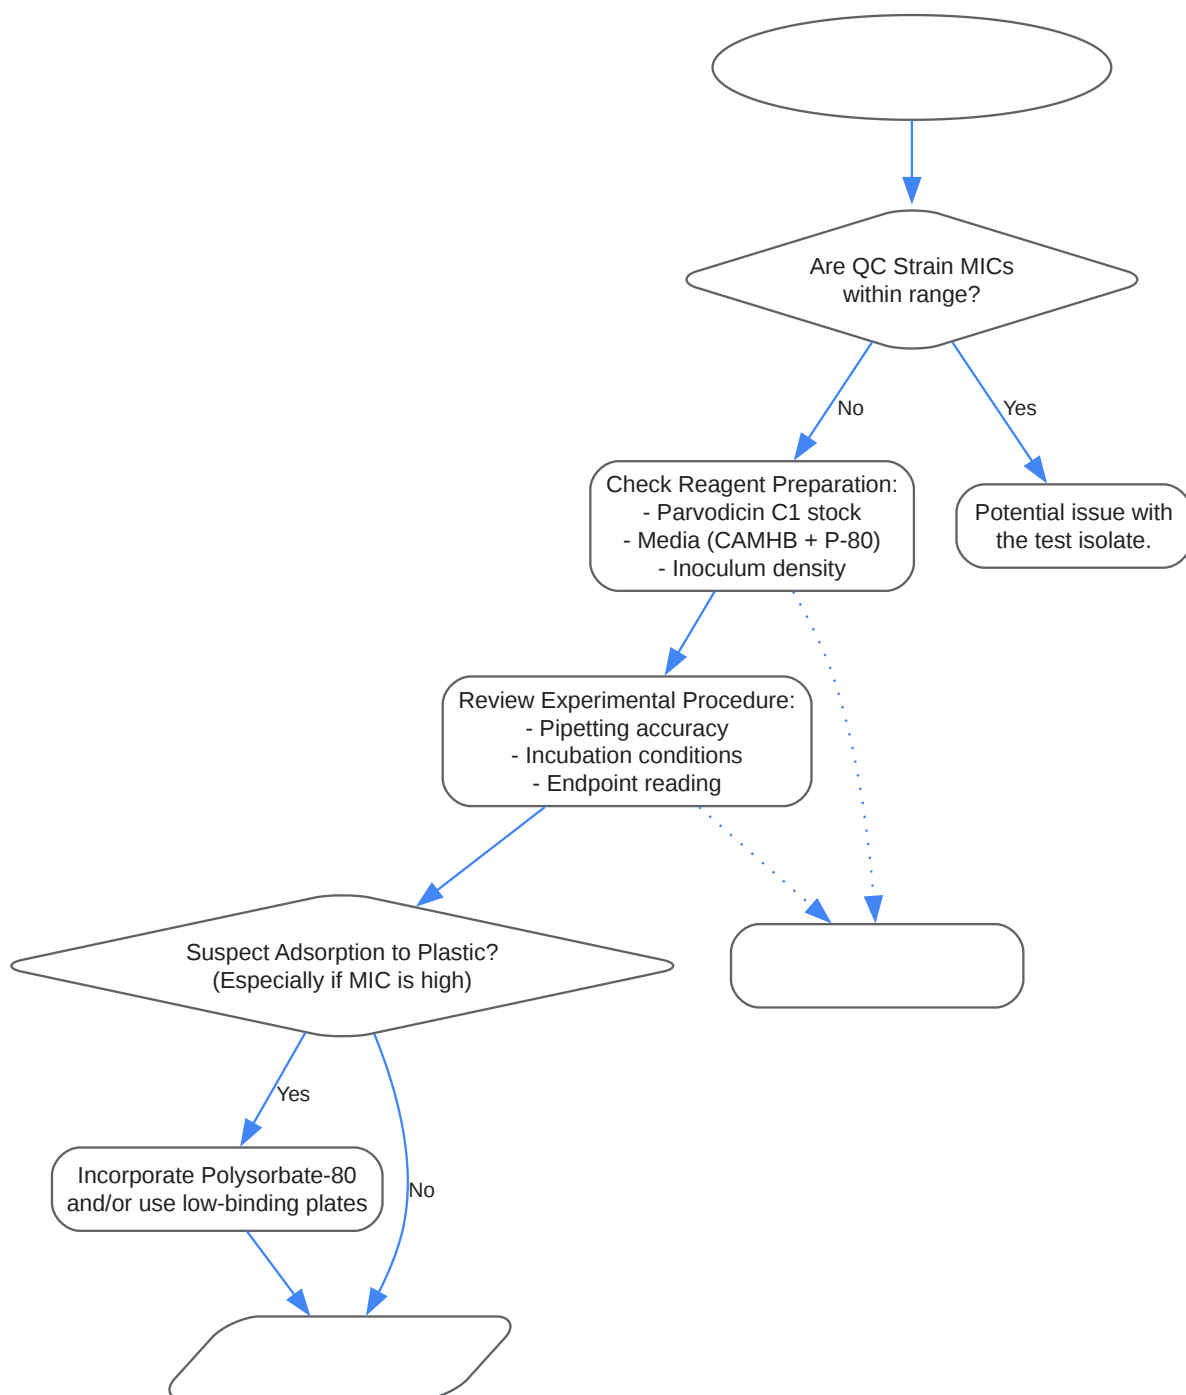 Are QC Strain MICs
within range?
No
Yes
Check Reagent Preparation:
- Parvodicin C1 stock
- Media (CAMHB + P-80)
- Inoculum density
Potential issue with
the test isolate.
Review Experimental Procedure:
- Pipetting accuracy
- Incubation conditions
- Endpoint reading
Suspect Adsorption to Plastic?
(Especially if MIC is high)
Yes
No
Incorporate Polysorbate-80
and/or use low-binding plates